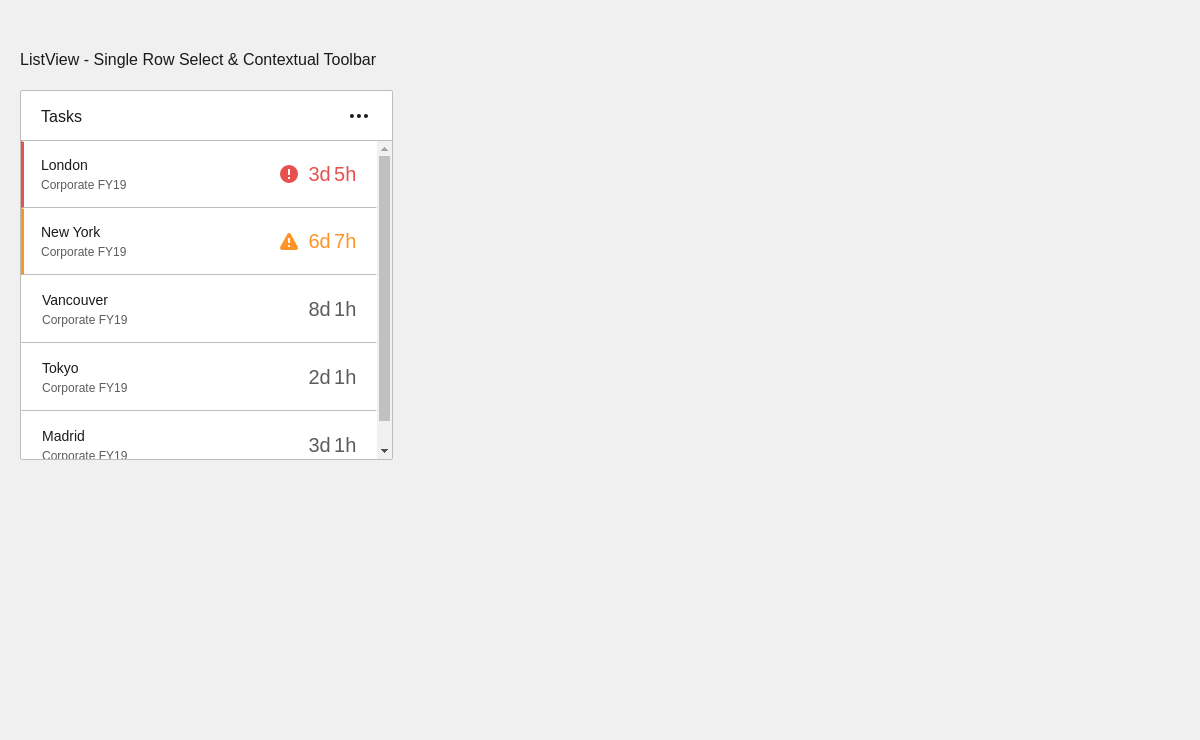 ListView - Single Row Select & Contextual Toolbar
Tasks
London
Corporate FY19
3d 5h
New York
Corporate FY19
6d 7h
Vancouver
Corporate FY19
8d 1h
Tokyo
Corporate FY19
2d 1h
Madrid
Corporate FY19
3d 1h